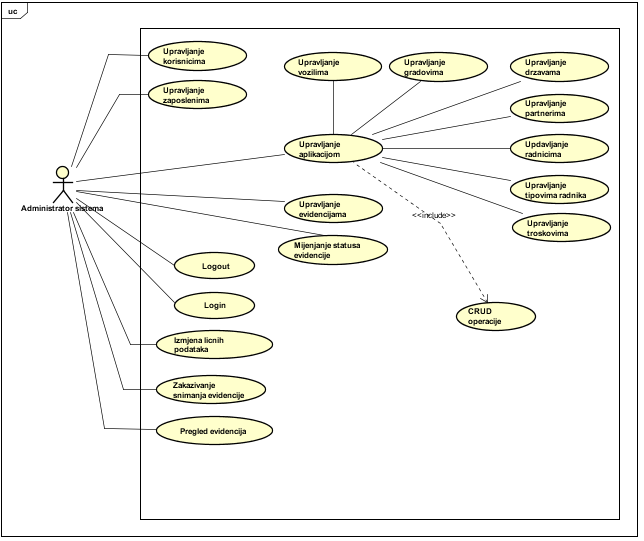 uc
Upravljanje
korisnicima
Upravljanje
zaposlenima
Upravljanje
vozilima
Upravljanje
gradovima
Upravljanje
drzavama
Upravljanje
partnerima
Upravljanje
aplikacijom
Updavljanje
radnicima
Upravljanje
tipovima radnika
Upravljanje
troskovima
Administrator sistema
Upravljanje
evidencijama
<<include>>
Mijenjanje statusa
evidencije
Logout
Login
CRUD
operacije
Izmjena licnih
podataka
Zakazivanje
snimanja evidencije
Pregled evidencija